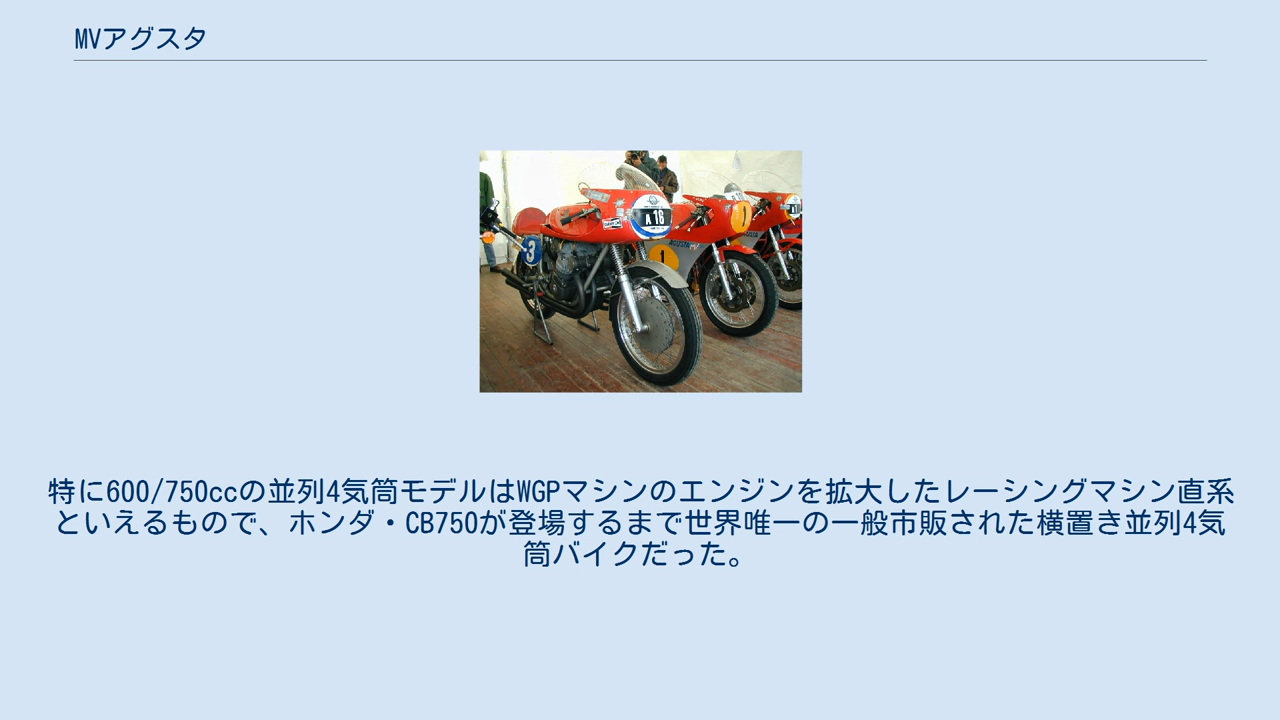 MVアグスタ
A 16
1
3
1
AGUSTA
特に600/750ccの並列4気筒モデルはWGPマシンのエンジンを拡大したレーシングマシン直系
といえるもので、ホンダ・CB750が登場するまで世界唯一の一般市販された横置き並列4気
筒バイクだった。